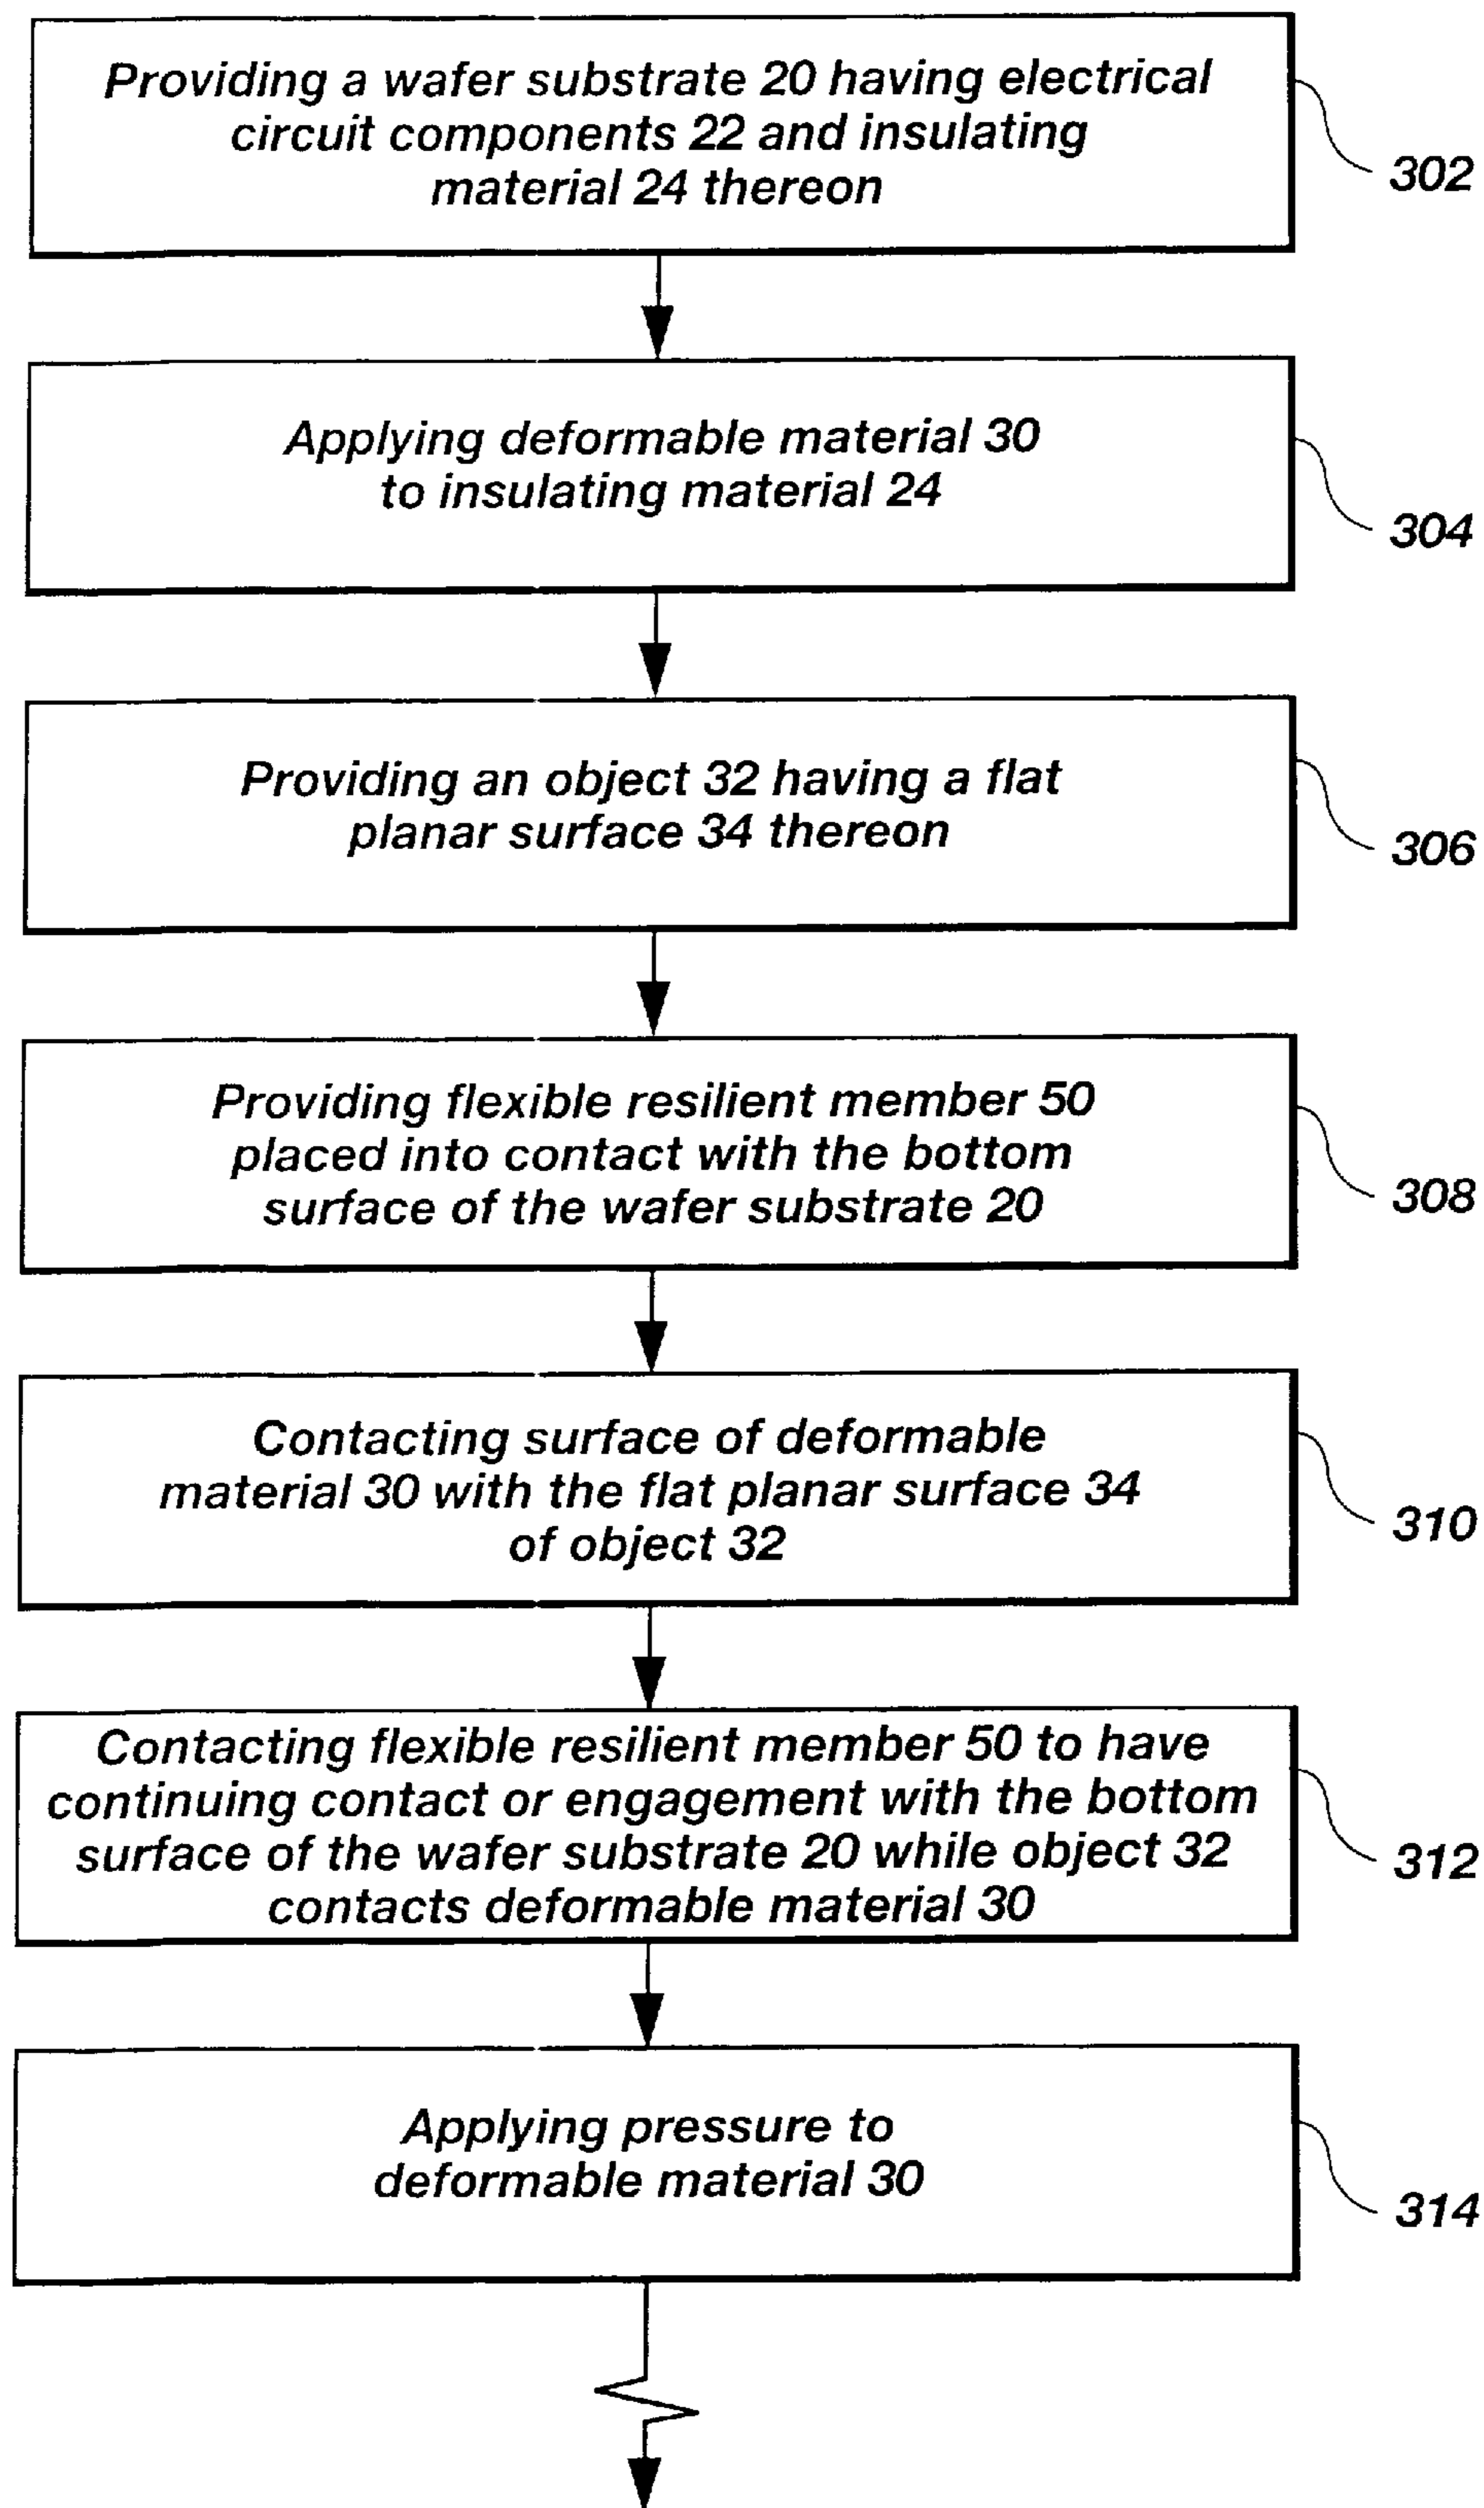 Providing a wafer substrate 20 having electrical
circuit components 22 and insulating
material 24 thereon
302
Applying deformable material 30
to insulating material 24
304
Providing an object 32 having a flat
planar surface 34 thereon
306
Providing flexible resilient member 50
placed into contact with the bottom
surface of the wafer substrate 20
308
Contacting surface of deformable
material 30 with the flat planar surface 34
of object 32
310
Contacting flexible resilient member 50 to have
continuing contact or engagement with the bottom
surface of the wafer substrate 20 while object 32
contacts deformable material 30
312
Applying pressure to
deformable material 30
314